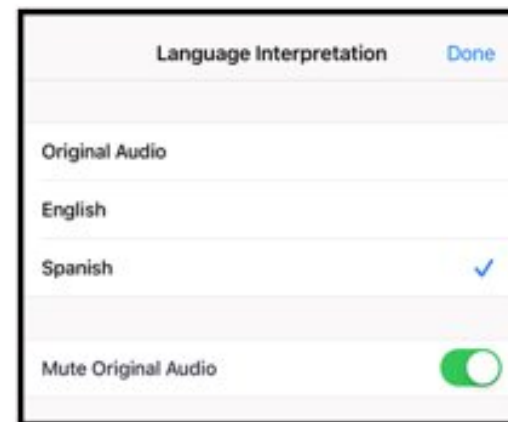 Language Interpretation Done
Original Audio
English
Spanish
Mute Original Audio